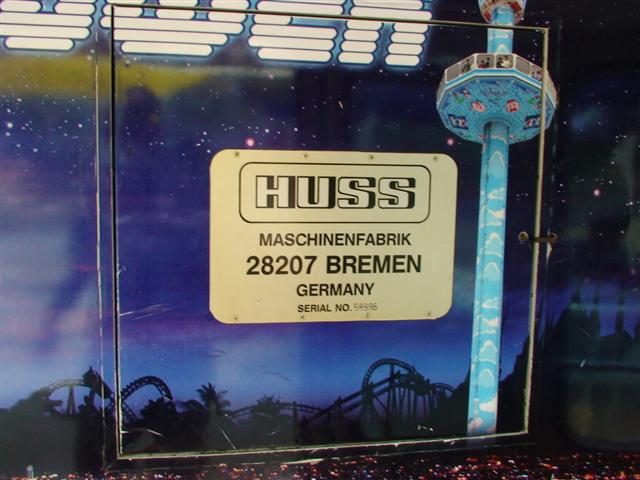 HUSS
MASCHINENFABRIK
28207 BREMEN
GERMANY
SERIAL NO. 58996